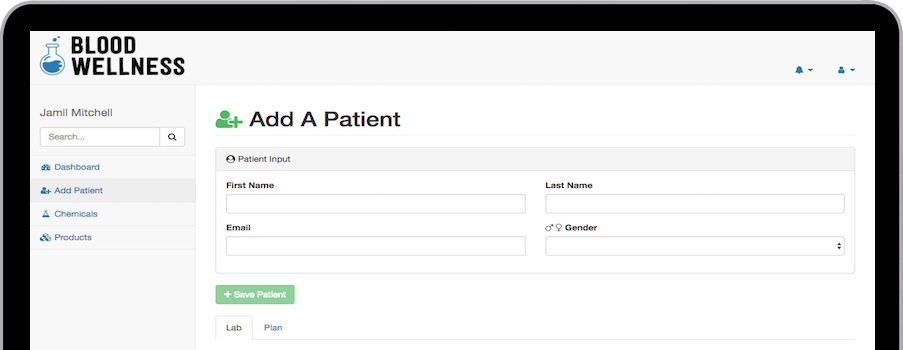 BLOOD
WELLNESS
Jamil Mitchell
Search...
Dashboard
Add Patient
Chemicals
Products
Add A Patient
Patient Input
First Name
Last Name
Email
Gender
Save Patient
Lab
Plan